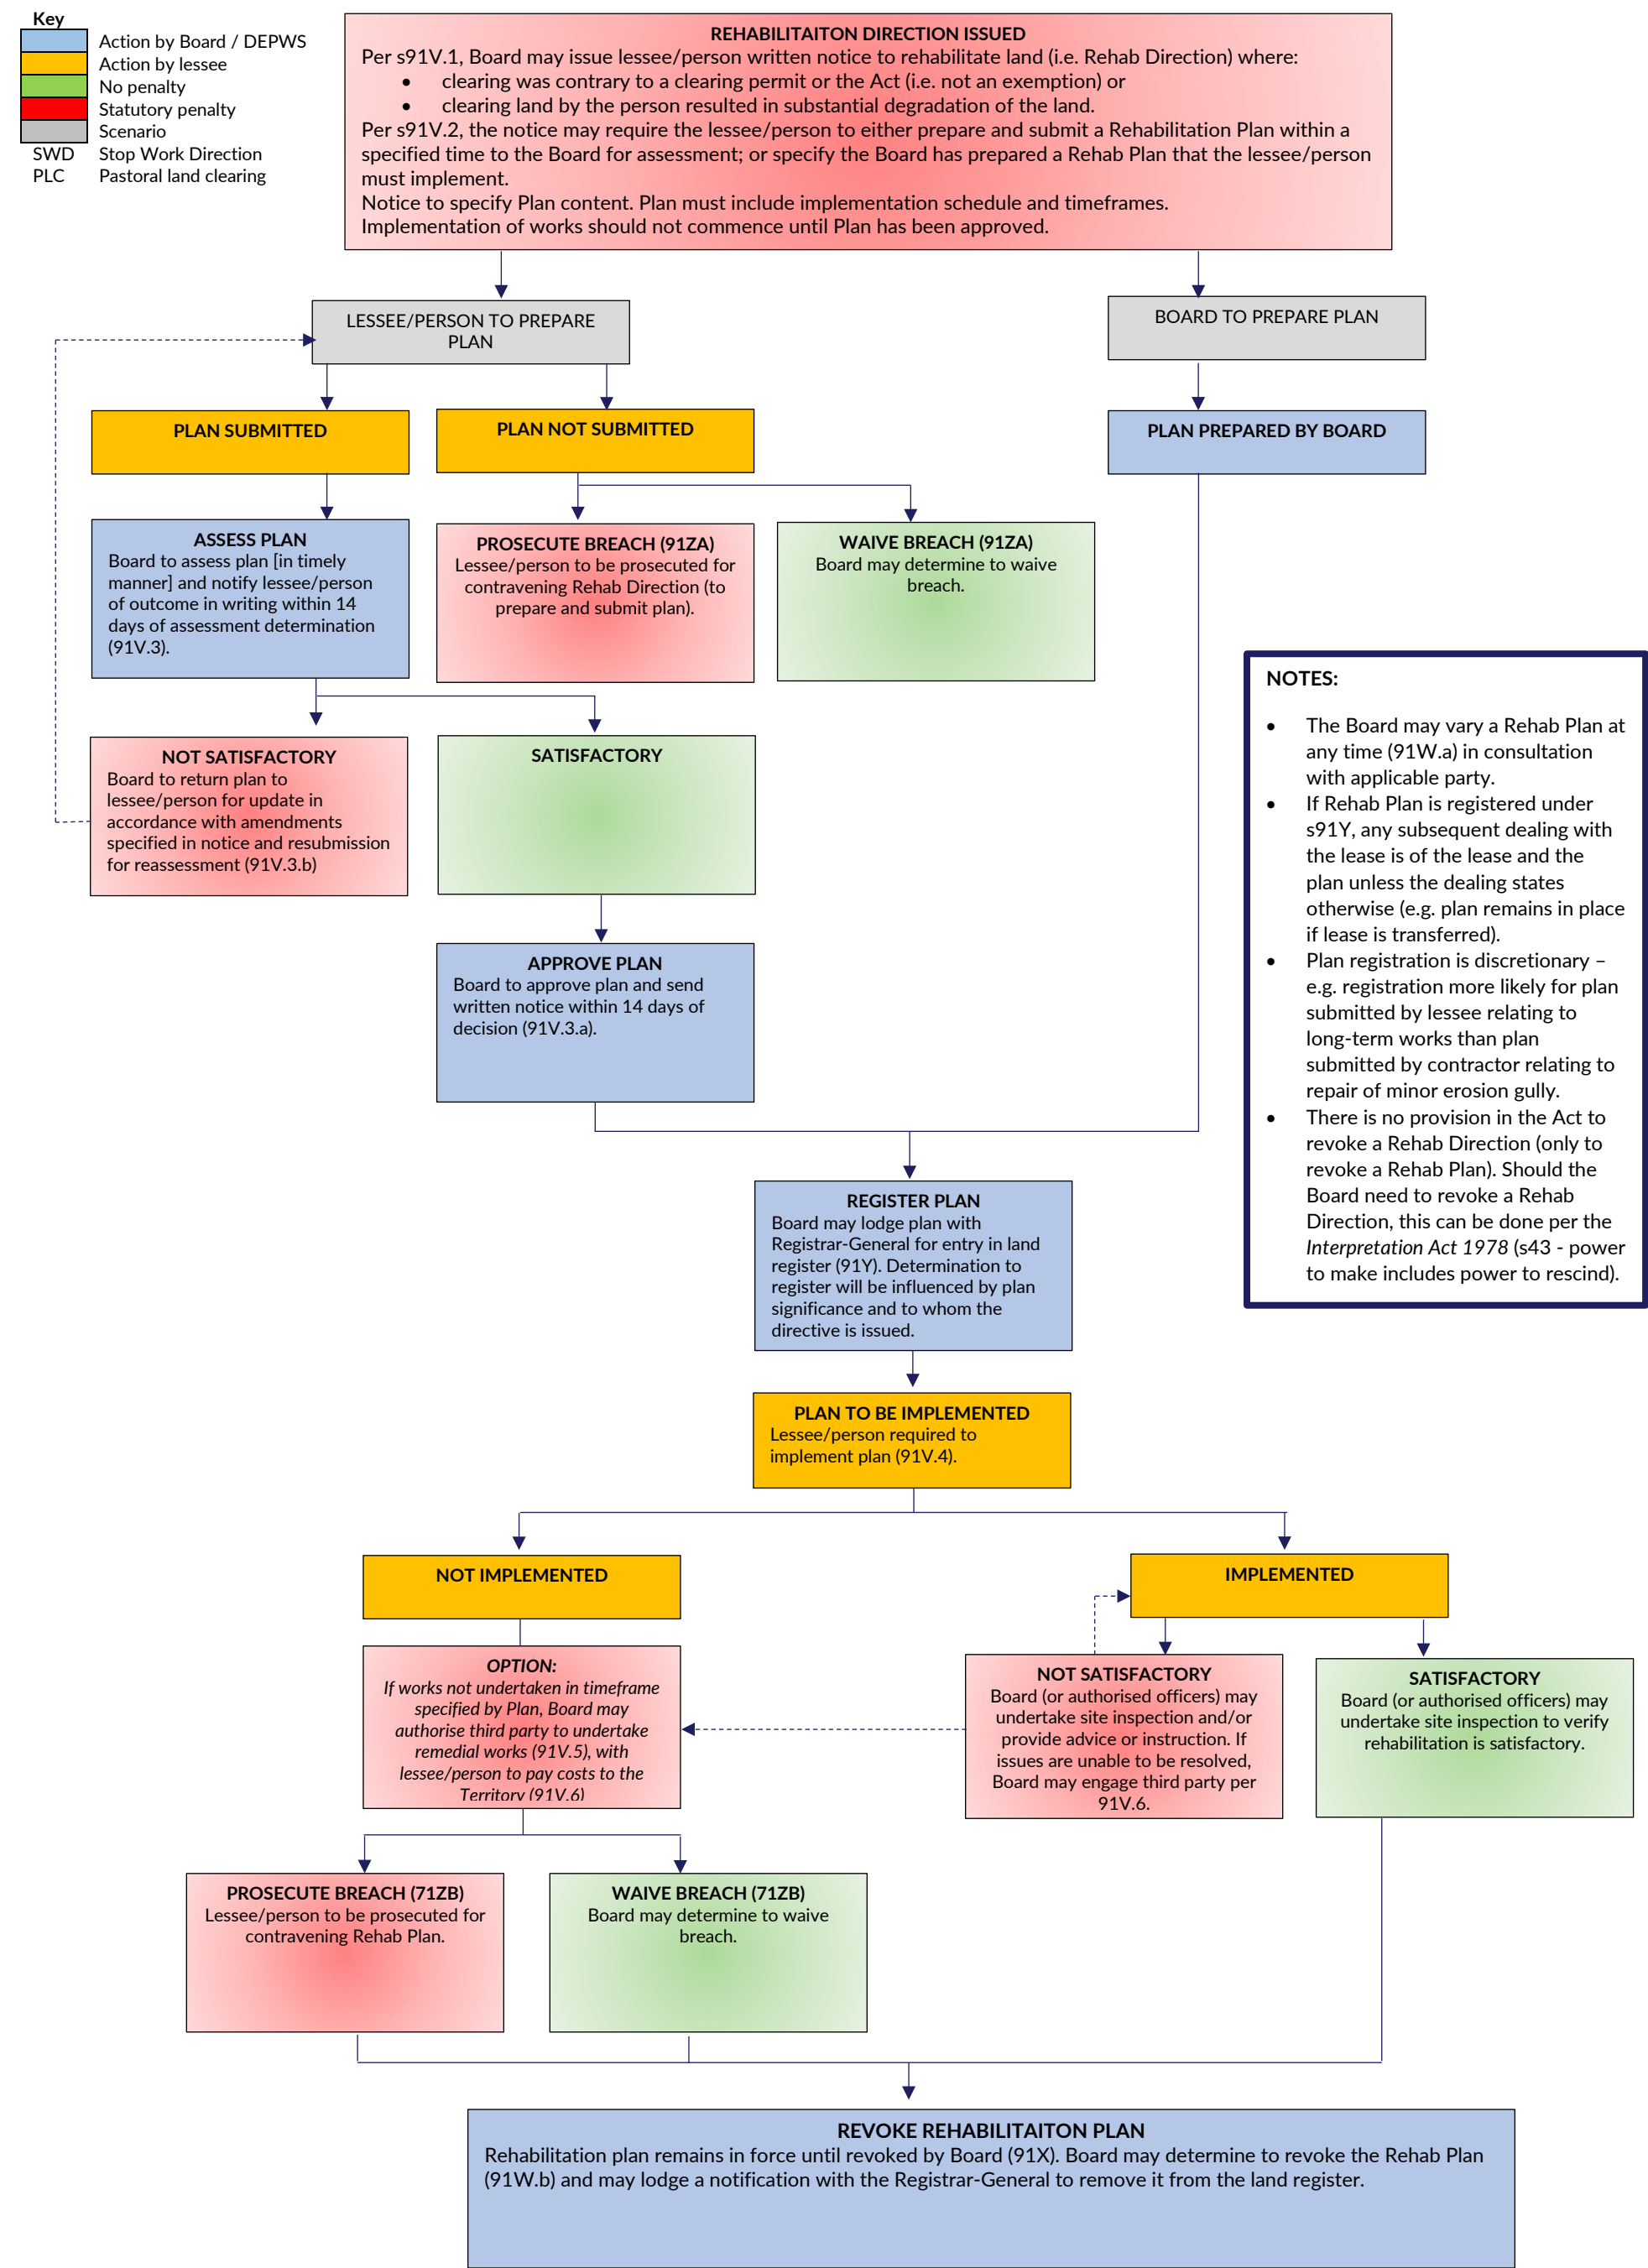 Key
Action by Board / DEPWS
Action by lessee
No penalty
Statutory penalty
Scenario
SWD Stop Work Direction
PLC Pastoral land clearing
REHABILITAITON DIRECTION ISSUED
Per s91V.1, Board may issue lessee/person written notice to rehabilitate land (i.e. Rehab Direction) where:
• clearing was contrary to a clearing permit or the Act (i.e. not an exemption) or
• clearing land by the person resulted in substantial degradation of the land.
Per s91V.2, the notice may require the lessee/person to either prepare and submit a Rehabilitation Plan within a
specified time to the Board for assessment; or specify the Board has prepared a Rehab Plan that the lessee/person
must implement.
Notice to specify Plan content. Plan must include implementation schedule and timeframes.
Implementation of works should not commence until Plan has been approved.
LESSEE/PERSON TO PREPARE
PLAN
BOARD TO PREPARE PLAN
PLAN SUBMITTED
PLAN NOT SUBMITTED
PLAN PREPARED BY BOARD
ASSESS PLAN
Board to assess plan [in timely
manner] and notify lessee/person
of outcome in writing within 14
days of assessment determination
(91V.3).
PROSECUTE BREACH (91ZA)
Lessee/person to be prosecuted for
contravening Rehab Direction (to
prepare and submit plan).
WAIVE BREACH (91ZA)
Board may determine to waive
breach.
NOT SATISFACTORY
Board to return plan to
lessee/person for update in
accordance with amendments
specified in notice and resubmission
for reassessment (91V.3.b)
SATISFACTORY
APPROVE PLAN
Board to approve plan and send
written notice within 14 days of
decision (91V.3.a).
NOTES:
• The Board may vary a Rehab Plan at
any time (91W.a) in consultation
with applicable party.
• If Rehab Plan is registered under
s91Y, any subsequent dealing with
the lease is of the lease and the
plan unless the dealing states
otherwise (e.g. plan remains in place
if lease is transferred).
• Plan registration is discretionary –
e.g. registration more likely for plan
submitted by lessee relating to
long-term works than plan
submitted by contractor relating to
repair of minor erosion gully.
• There is no provision in the Act to
revoke a Rehab Direction (only to
revoke a Rehab Plan). Should the
Board need to revoke a Rehab
Direction, this can be done per the
Interpretation Act 1978 (s43 - power
to make includes power to rescind).
REGISTER PLAN
Board may lodge plan with
Registrar-General for entry in land
register (91Y). Determination to
register will be influenced by plan
significance and to whom the
directive is issued.
PLAN TO BE IMPLEMENTED
Lessee/person required to
implement plan (91V.4).
NOT IMPLEMENTED
IMPLEMENTED
OPTION:
If works not undertaken in timeframe
specified by Plan, Board may
authorise third party to undertake
remedial works (91V.5), with
lessee/person to pay costs to the
Territory (91V.6)
NOT SATISFACTORY
Board (or authorised officers) may
undertake site inspection and/or
provide advice or instruction. If
issues are unable to be resolved,
Board may engage third party per
91V.6.
SATISFACTORY
Board (or authorised officers) may
undertake site inspection to verify
rehabilitation is satisfactory.
PROSECUTE BREACH (71ZB)
Lessee/person to be prosecuted for
contravening Rehab Plan.
WAIVE BREACH (71ZB)
Board may determine to waive
breach.
REVOKE REHABILITAITON PLAN
Rehabilitation plan remains in force until revoked by Board (91X). Board may determine to revoke the Rehab Plan
(91W.b) and may lodge a notification with the Registrar-General to remove it from the land register.